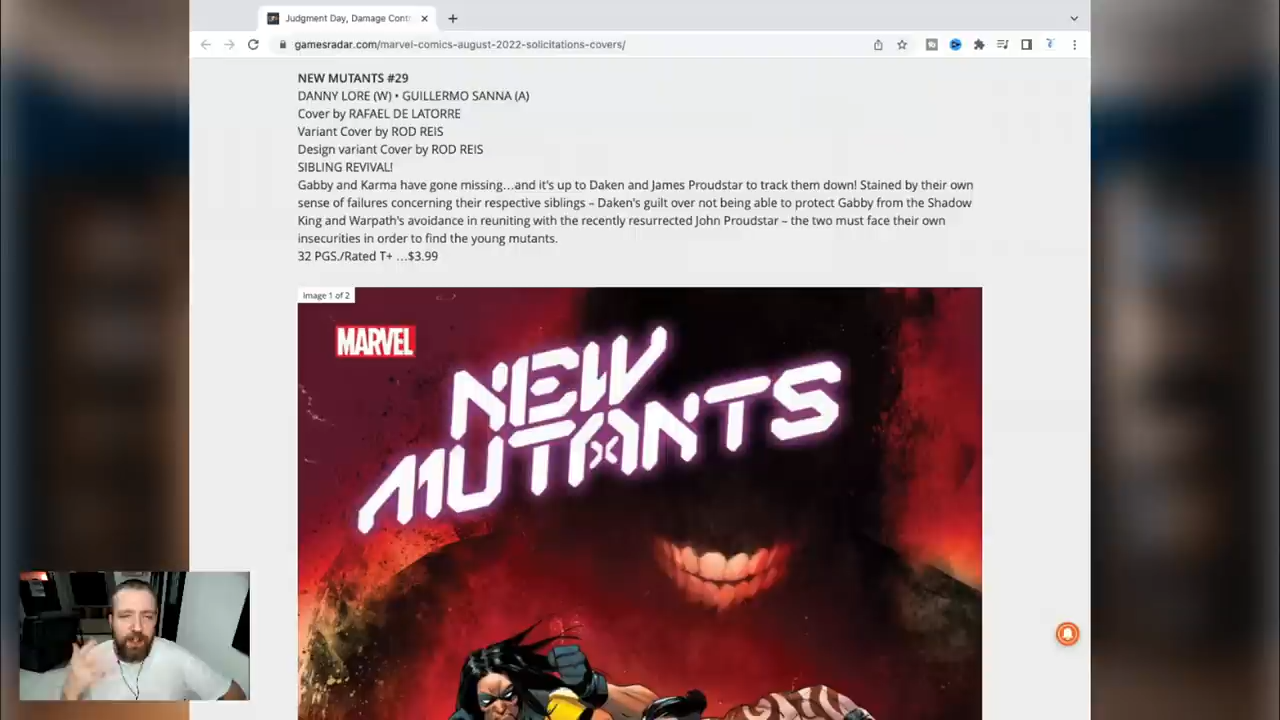 Judgment Day, Damage Contr
gamesradar.com/marvel-comics-august-2022-solicitations-covers/
NEW MUTANTS #29
DANNY LORE (W) • GUILLERMO SANNA (A)
Cover by RAFAEL DE LATORRE
Variant Cover by ROD REIS
Design variant Cover by ROD REIS
SIBLING REVIVAL!
Gabby and Karma have gone missing…and it's up to Daken and James Proudstar to track them down! Stained by their own
sense of failures concerning their respective siblings – Daken's guilt over not being able to protect Gabby from the Shadow
King and Warpath's avoidance in reuniting with the recently resurrected John Proudstar – the two must face their own
insecurities in order to find the young mutants.
32 PGS./Rated T+ …$3.99
Image 1 of 2
MARVEL
NEW
MUTANTS